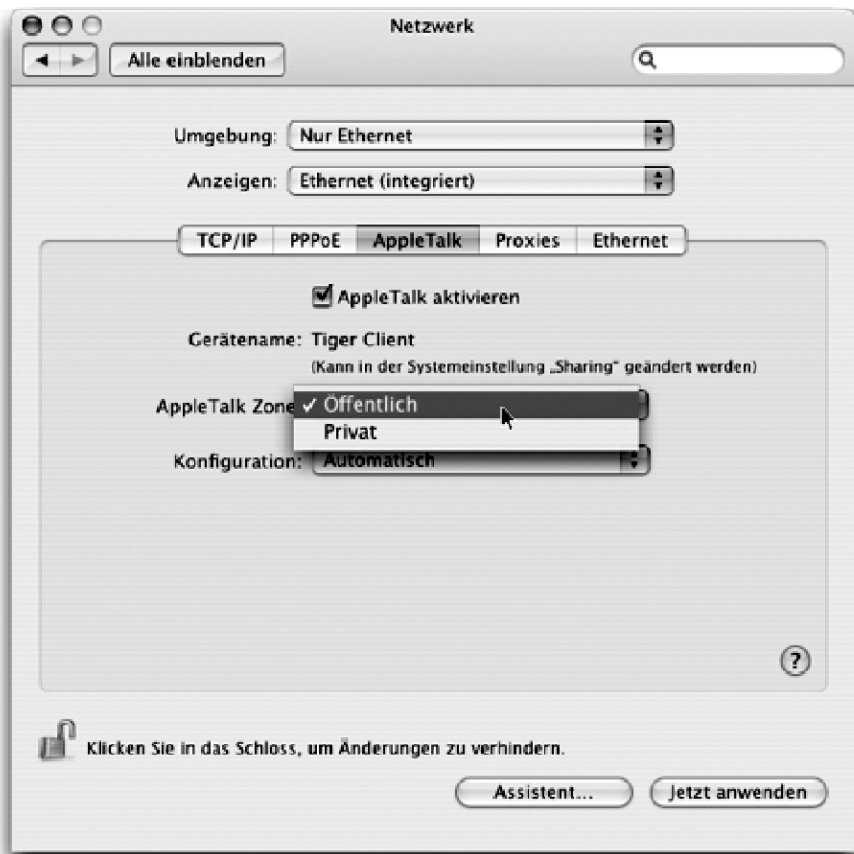 Netzwerk
Alle einblenden
Umgebung: Nur Ethernet
Anzeigen: Ethernet (integriert)
TCP/IP PPPoE AppleTalk Proxies Ethernet
AppleTalk aktivieren
Gerätename: Tiger Client
(Kann in der Systemeinstellung „Sharing“ geändert werden)
AppleTalk Zone ✓ Öffentlich
Privat
Konfiguration: Automatisch
?
Klicken Sie in das Schloss, um Änderungen zu verhindern.
Assistent... Jetzt anwenden